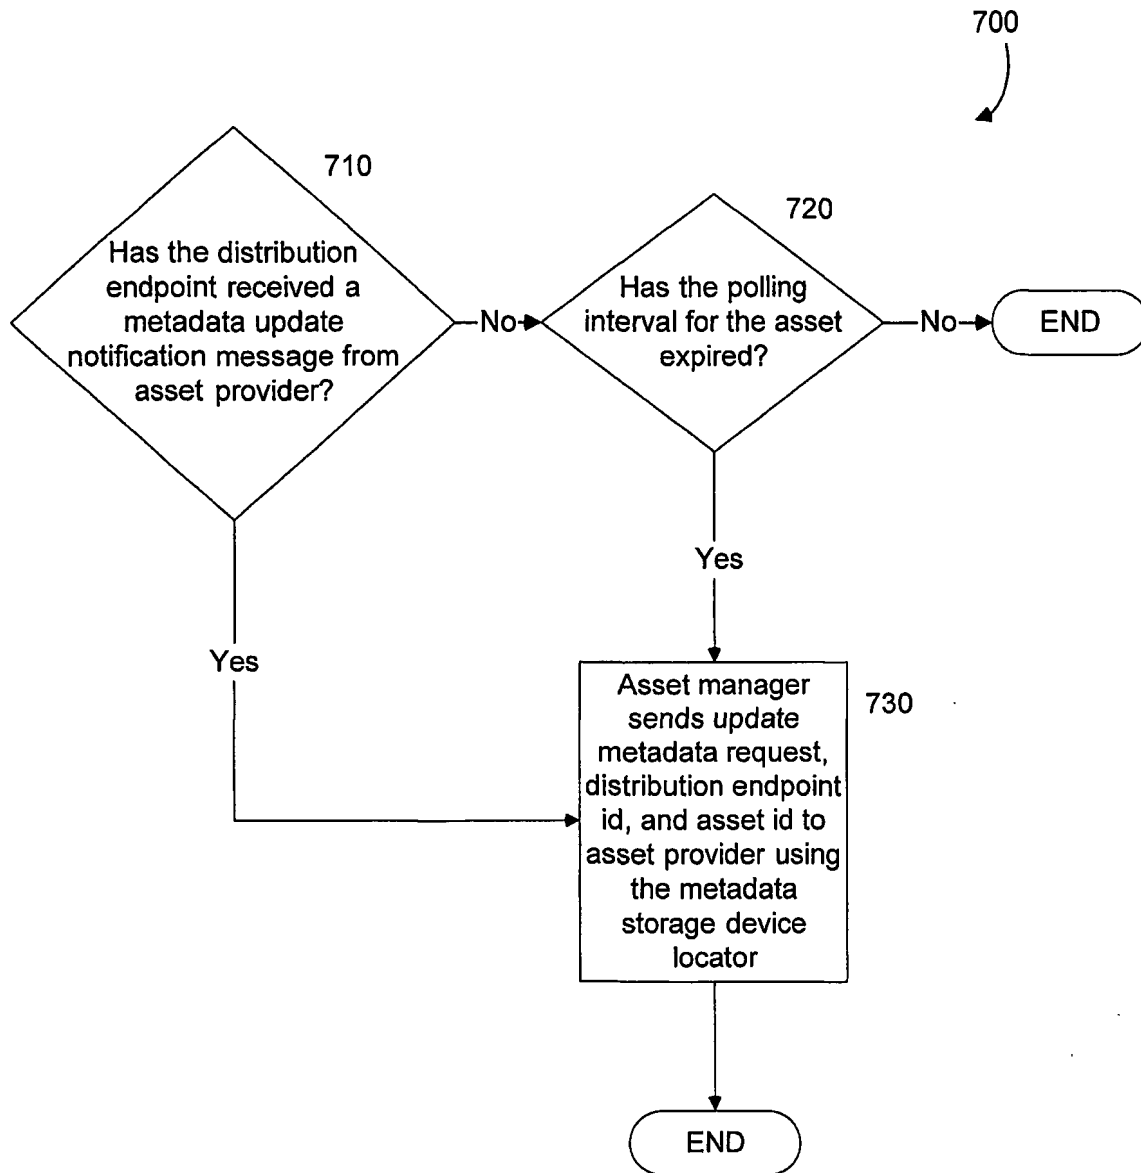 700
710
Has the distribution
endpoint received a
metadata update
notification message from
asset provider?
No
720
Has the polling
interval for the asset
expired?
No
END
Yes
Yes
Asset manager
sends update
metadata request,
distribution endpoint
id, and asset id to
asset provider using
the metadata
storage device
locator
730
END